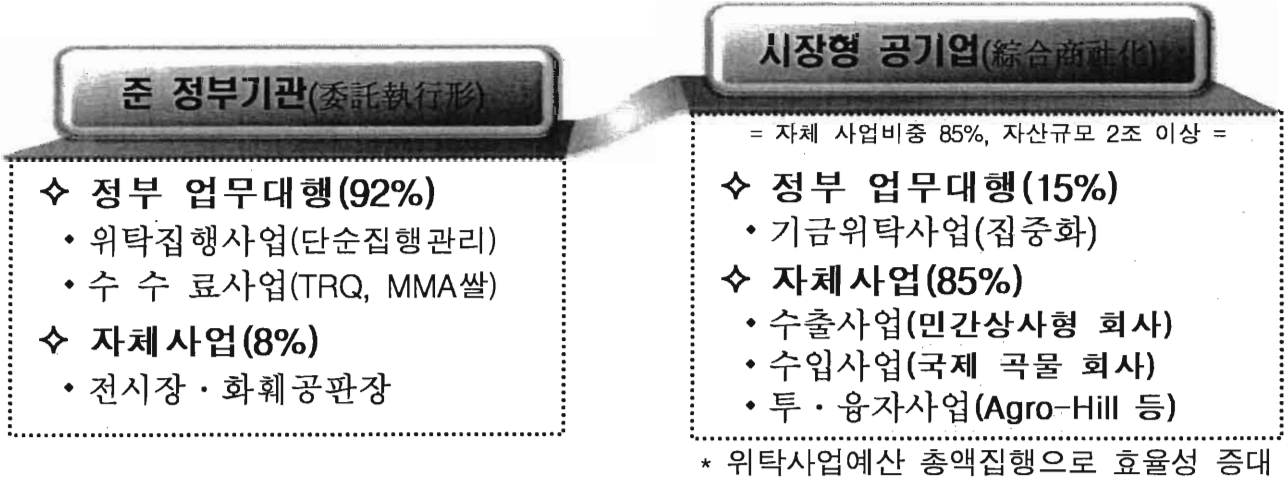 준 정부기관(委託執行形)
✧ 정부 업무대행(92%)
• 위탁집행사업(단순집행관리)
• 수 수 료사업(TRQ, MMA쌀)
✧ 자체사업(8%)
• 전시장 · 화훼공판장
시장형 공기업(綜合商社化)
= 자체 사업비중 85%, 자산규모 2조 이상 =
✧ 정부 업무대행(15%)
• 기금위탁사업(집중화)
✧ 자체사업(85%)
• 수출사업(민간상사형 회사)
• 수입사업(국제 곡물 회사)
• 투 · 융자사업(Agro-Hill 등)
* 위탁사업예산 총액집행으로 효율성 증대